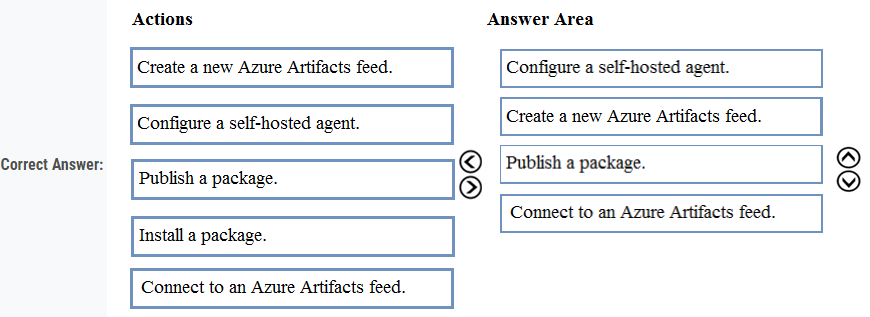 Actions
Answer Area
Create a new Azure Artifacts feed.
Configure a self-hosted agent.
Configure a self-hosted agent.
Create a new Azure Artifacts feed.
Correct Answer:
Publish a package.
Publish a package.
Install a package.
Connect to an Azure Artifacts feed.
Connect to an Azure Artifacts feed.